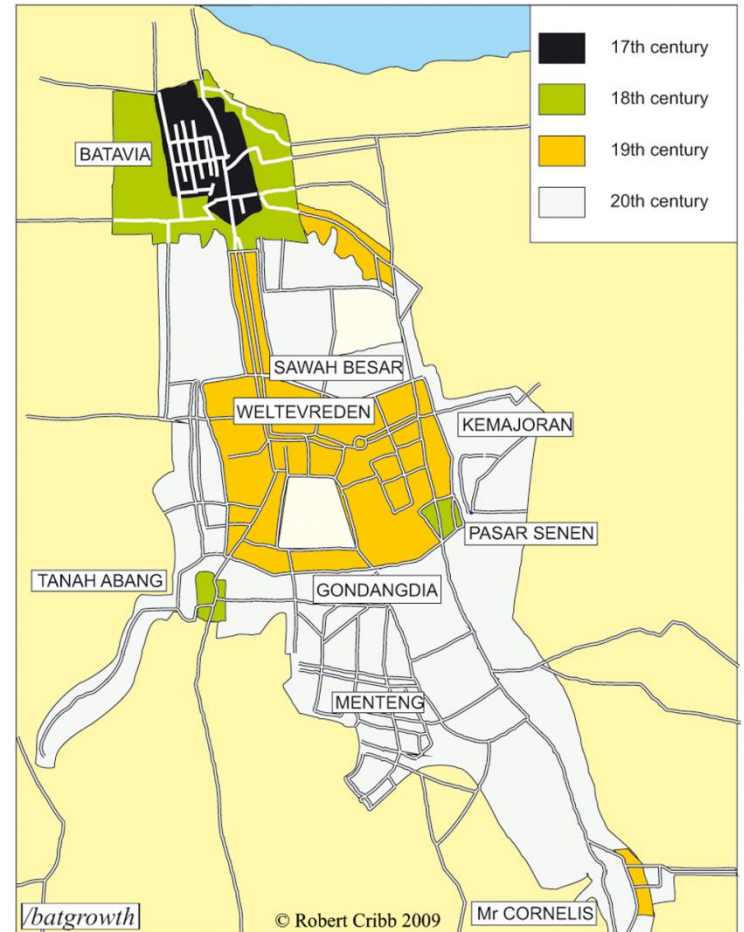 17th century
18th century
19th century
20th century
BATAVIA
SAWAH BESAR
WELTEVREDEN
KEMAJORAN
PASAR SENEN
TANAH ABANG
GONDANGDIA
MENTENG
Mr CORNELIS
/batgrowth
© Robert Cribb 2009